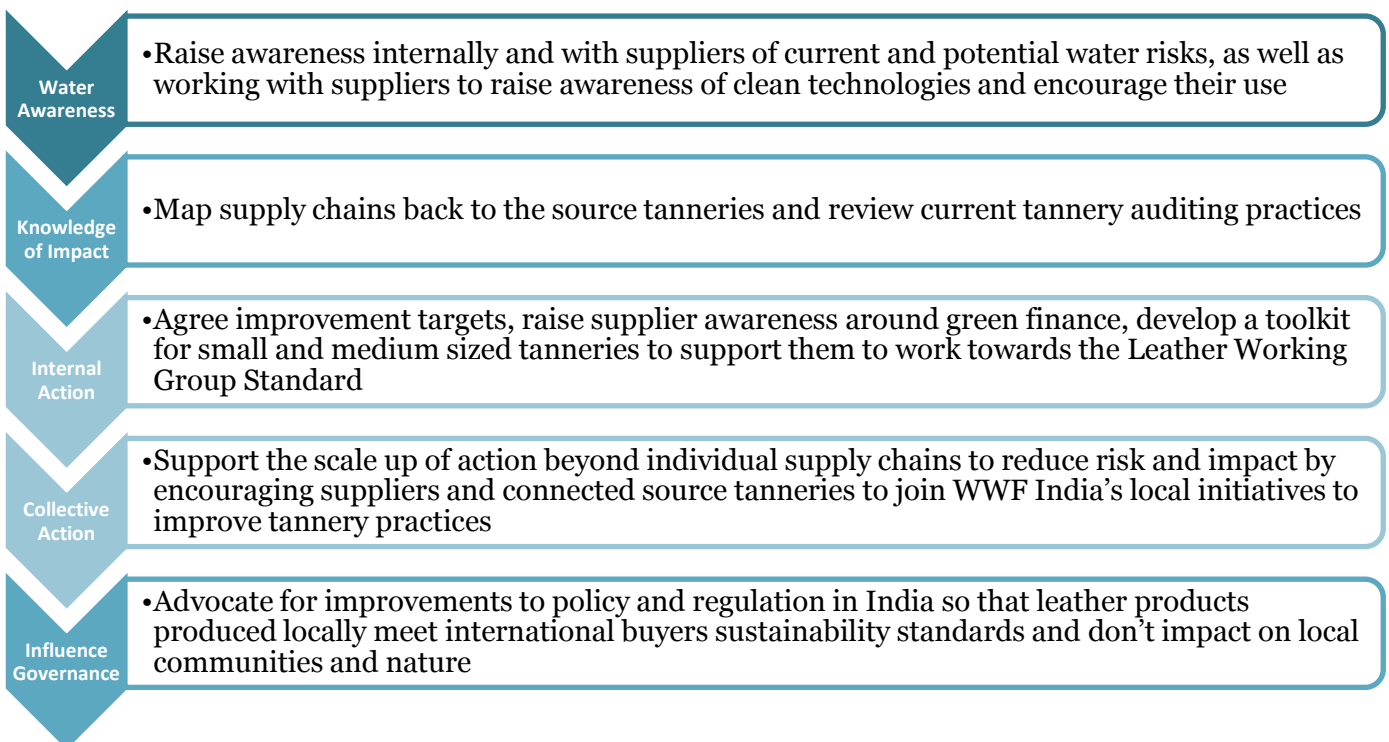 Water
Awareness
•Raise awareness internally and with suppliers of current and potential water risks, as well as
working with suppliers to raise awareness of clean technologies and encourage their use
Knowledge
of Impact
•Map supply chains back to the source tanneries and review current tannery auditing practices
Internal
Action
•Agree improvement targets, raise supplier awareness around green finance, develop a toolkit
for small and medium sized tanneries to support them to work towards the Leather Working
Group Standard
Collective
Action
•Support the scale up of action beyond individual supply chains to reduce risk and impact by
encouraging suppliers and connected source tanneries to join WWF India’s local initiatives to
improve tannery practices
Influence
Governance
•Advocate for improvements to policy and regulation in India so that leather products
produced locally meet international buyers sustainability standards and don’t impact on local
communities and nature